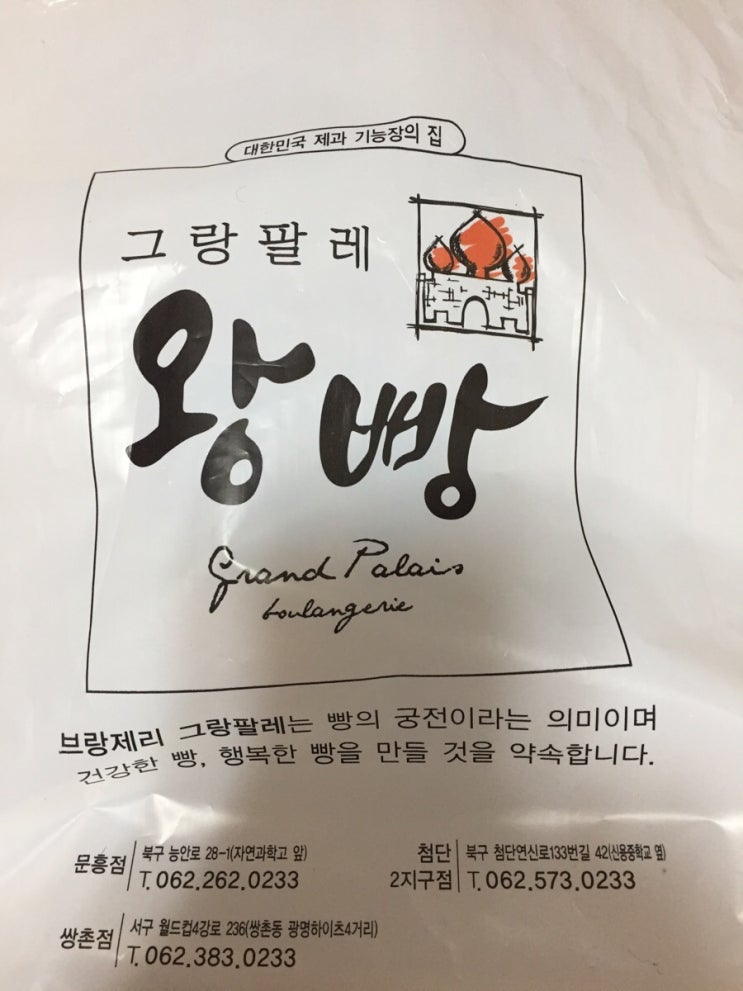 대한민국 제과 기능장의 집
그랑팔레
왕빵
Grand Palais
boulangerie
브랑제리 그랑팔레는 빵의 궁전이라는 의미이며
건강한 빵, 행복한 빵을 만들 것을 약속합니다.
문흥점 북구 능안로 28-1(자연과학고 앞)
T.062.262.0233
첨단 2지구점 북구 첨단연신로133번길 42(신용중학교 옆)
T.062.573.0233
쌍촌점 서구 월드컵4강로 236(쌍촌동 광명하이츠4거리)
T.062.383.0233